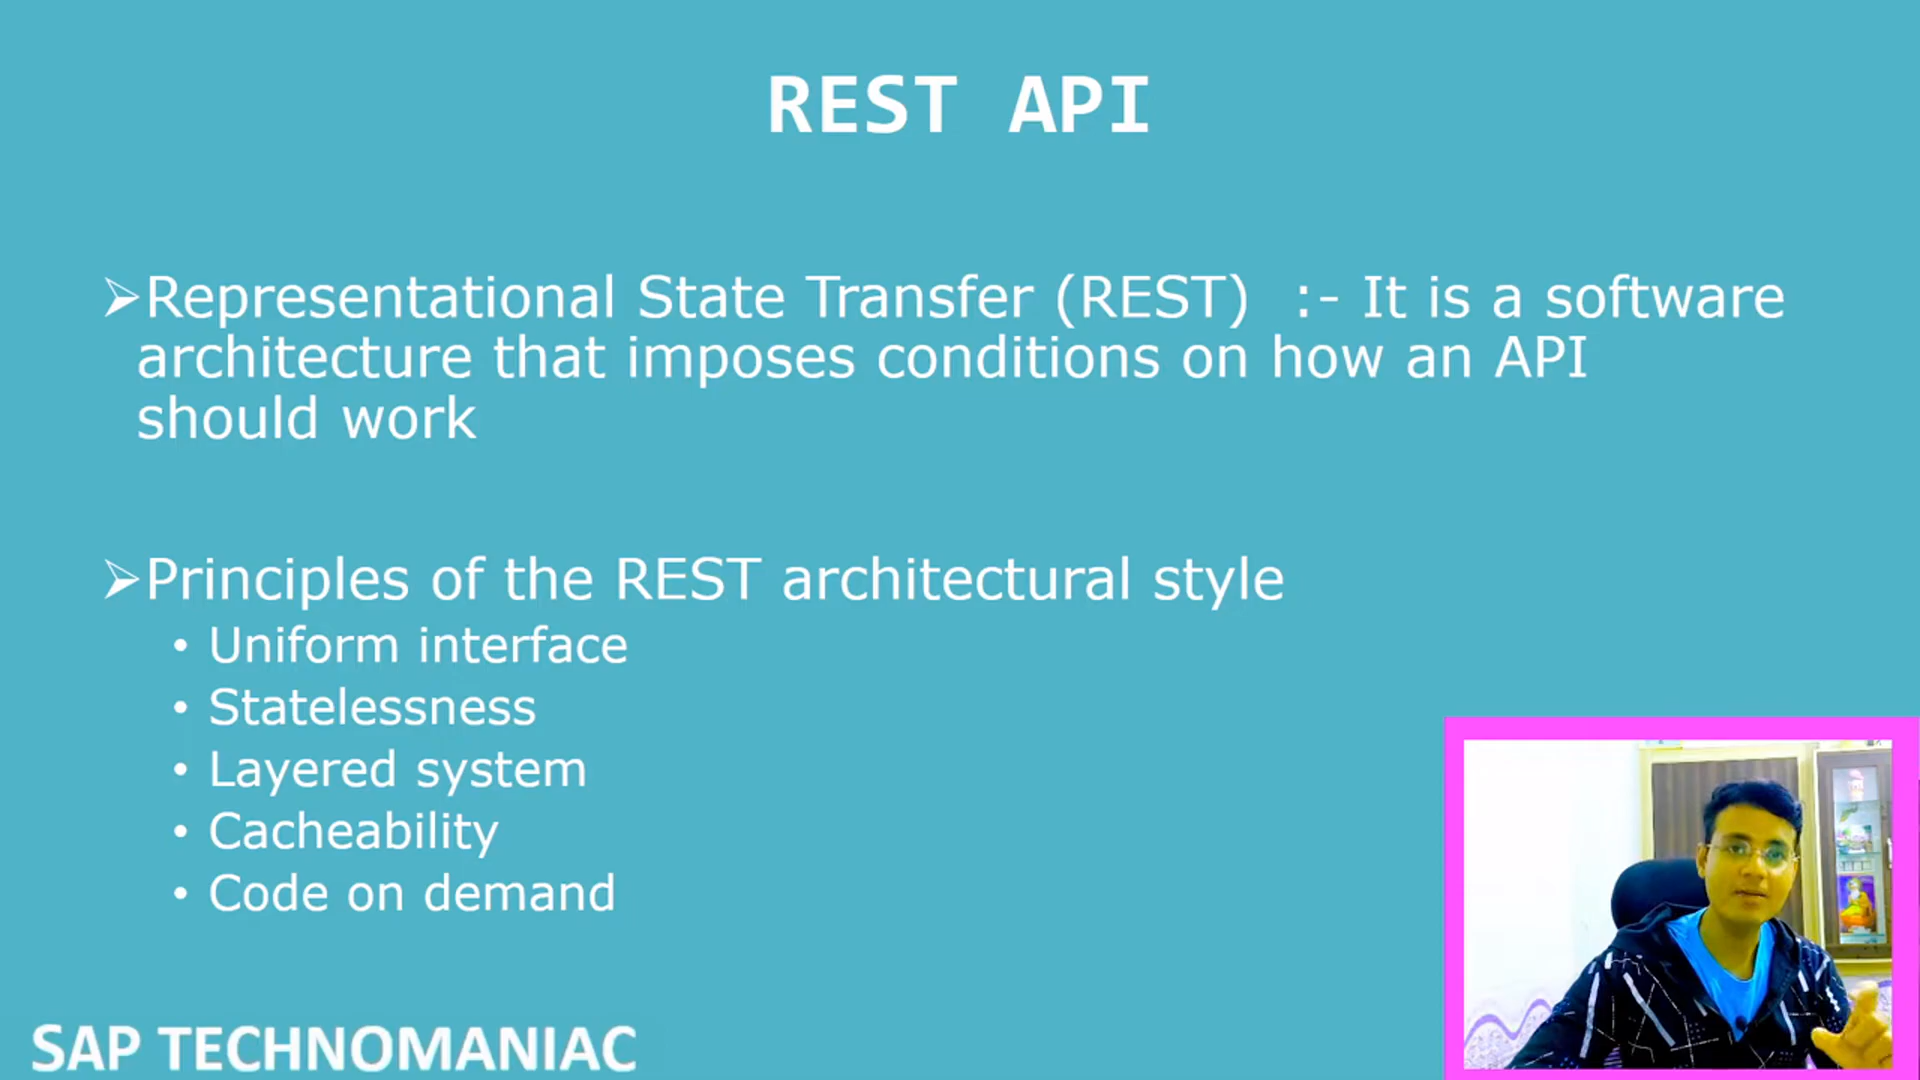 REST API
➢Representational State Transfer (REST) :- It is a software
architecture that imposes conditions on how an API
should work
➢Principles of the REST architectural style
• Uniform interface
• Statelessness
• Layered system
• Cacheability
• Code on demand
SAP TECHNOMANIAC